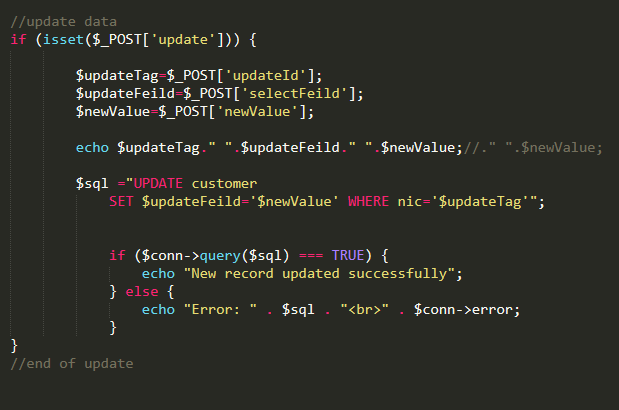 //update data
if (isset($_POST['update'])) {
$updateTag=$_POST['updateId'];
$updateFeild=$_POST['selectFeild'];
$newValue=$_POST['newValue'];
echo $updateTag." ".$updateFeild." ".$newValue;//." ".$newValue;
$sql ="UPDATE customer
SET $updateFeild='$newValue' WHERE nic='$updateTag'";
if ($conn->query($sql) === TRUE) {
echo "New record updated successfully";
} else {
echo "Error: " . $sql . "<br>" . $conn->error;
}
}
//end of update